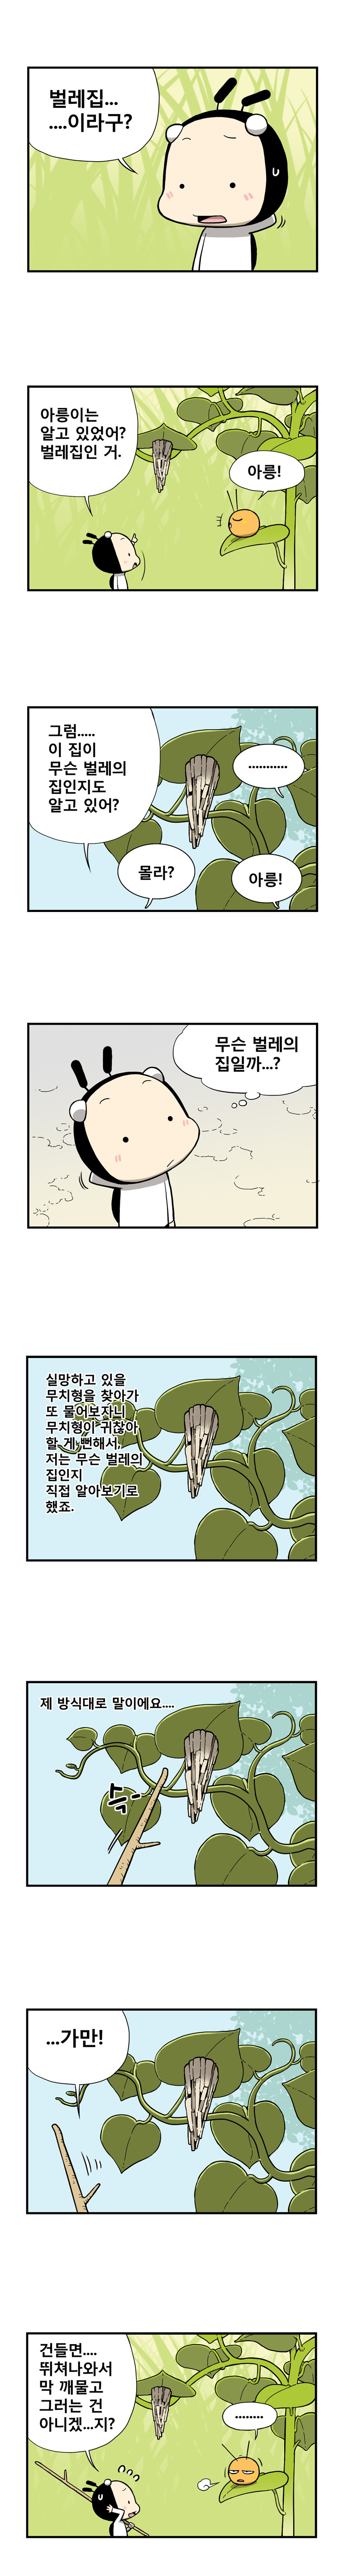 벌레집...
....이라구?
아릉이는
알고 있었어?
벌레집인 거.
아릉!
그럼.....
이 집이
무슨 벌레의
집인지도
알고 있어?
...........
몰라?
아릉!
무슨 벌레의
집일까...?
실망하고 있을
무치형을 찾아가
또 물어보자니
무치형이 귀찮아
할 게 뻔해서,
저는 무슨 벌레의
집인지
직접 알아보기로
했죠.
제 방식대로 말이에요....
슥-
...가만!
건들면....
뛰쳐나와서
막 깨물고
그러는 건
아니겠...지?
........